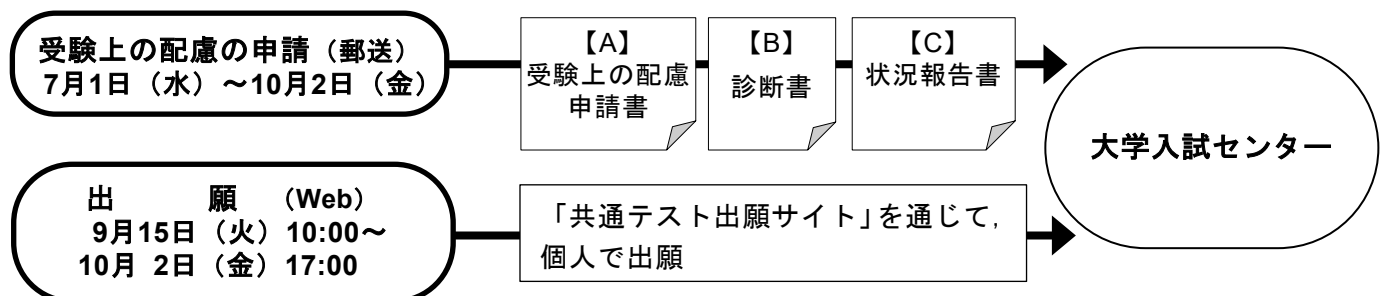 受験上の配慮の申請（郵送）
7月1日（水）～10月2日（金）
【A】
受験上の配慮
申請書
【B】
診断書
【C】
状況報告書
大学入試センター
出　　願　（Web）
9月15日（火）10:00～
10月 2日（金）17:00
「共通テスト出願サイト」を通じて，
個人で出願